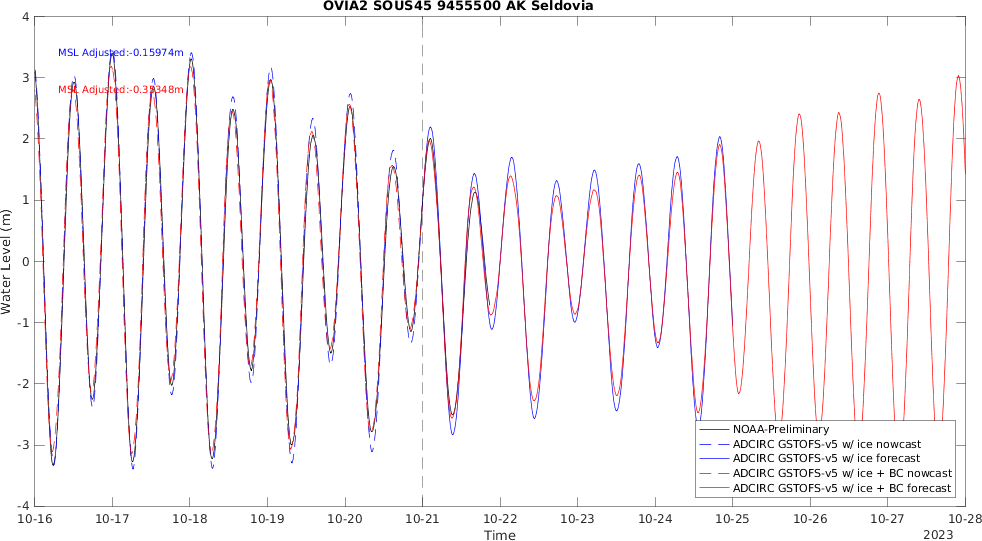 OVIA2 SOUS45 9455500 AK Seldovia
MSL Adjusted:-0.15974m
MSL Adjusted:-0.35348m
Water Level (m)
4
3
2
1
0
-1
-2
-3
-4
10-16
10-17
10-18
10-19
10-20
10-21
10-22
10-23
10-24
10-25
10-26
10-27
10-28
Time
2023
NOAA-Preliminary
ADCIRC GSTOFS-v5 w/ ice nowcast
ADCIRC GSTOFS-v5 w/ ice forecast
ADCIRC GSTOFS-v5 w/ ice + BC nowcast
ADCIRC GSTOFS-v5 w/ ice + BC forecast